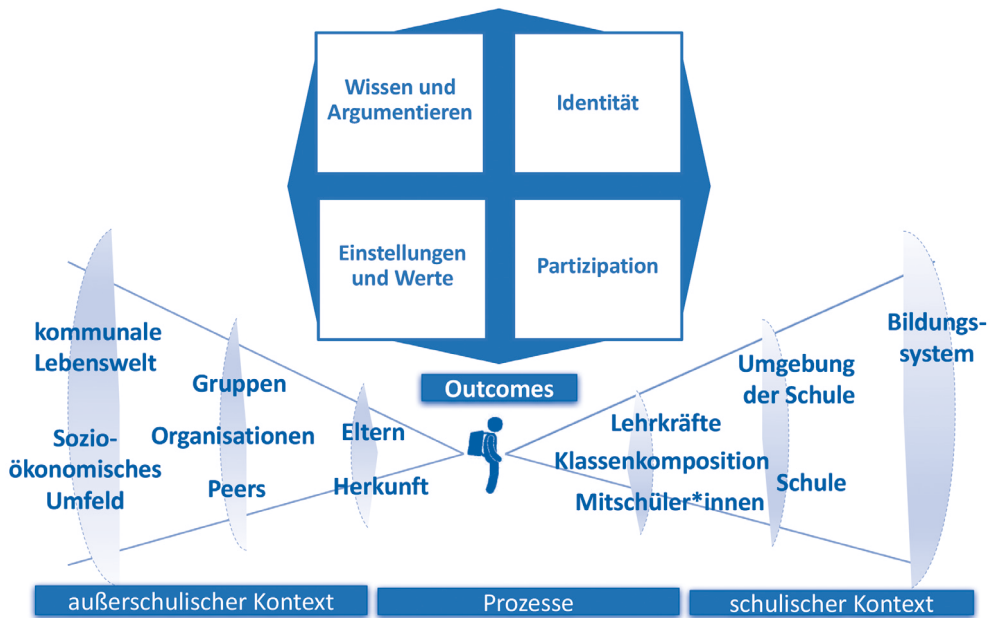 Wissen und
Argumentieren
Identität
Einstellungen
und Werte
Partizipation
Outcomes
kommunale
Lebenswelt
Sozio-
ökonomisches
Umfeld
Gruppen
Organisationen
Peers
Eltern
Herkunft
Lehrkräfte
Klassenkomposition
Mitschüler*innen
Umgebung
der Schule
Schule
Bildungs-
system
außerschulischer Kontext
Prozesse
schulischer Kontext